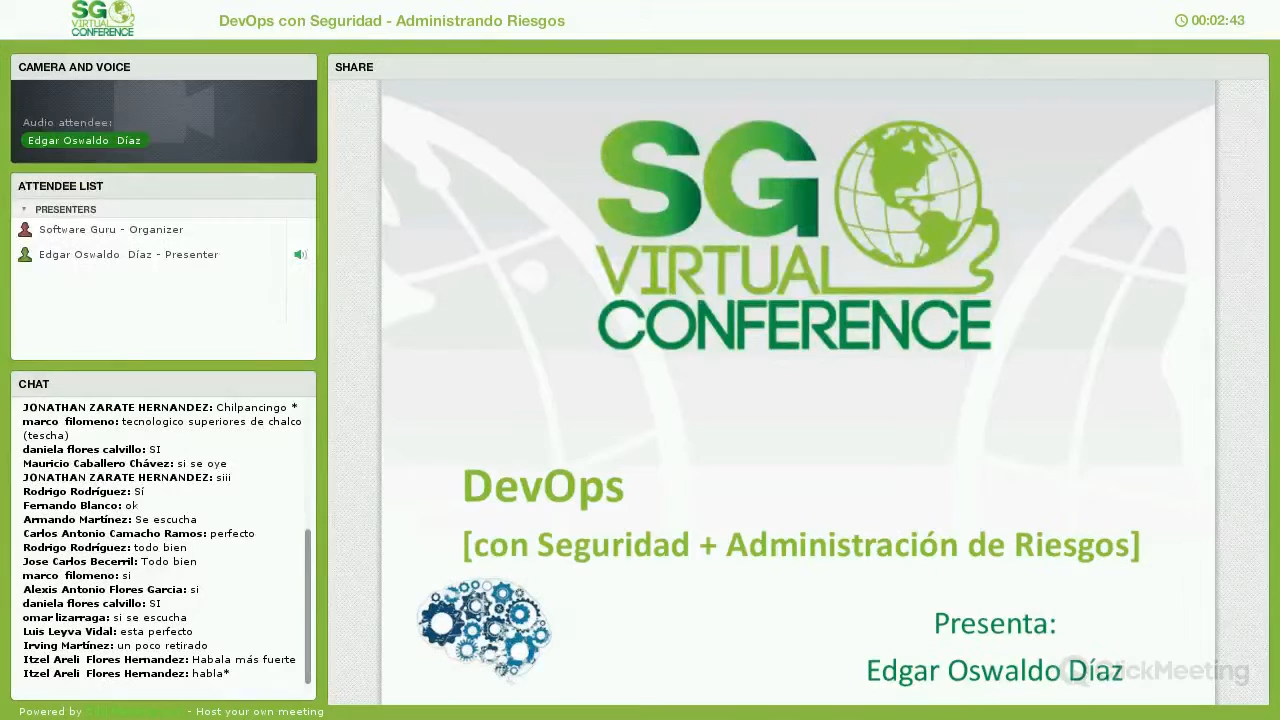 SG
VIRTUAL
CONFERENCE
DevOps con Seguridad - Administrando Riesgos
00:02:43
CAMERA AND VOICE
Audio attendee:
Edgar Oswaldo Díaz
ATTENDEE LIST
PRESENTERS
Software Guru - Organizer
Edgar Oswaldo Díaz - Presenter
CHAT
JONATHAN ZARATE HERNANDEZ: Chilpancingo *
marco filomeno: tecnologico superiores de chalco
(tescha)
daniela flores calvillo: SI
Mauricio Caballero Chávez: si se oye
JONATHAN ZARATE HERNANDEZ: siii
Rodrigo Rodríguez: Sí
Fernando Blanco: ok
Armando Martínez: Se escucha
Carlos Antonio Camacho Ramos: perfecto
Rodrigo Rodríguez: todo bien
Jose Carlos Becerril: Todo bien
marco filomeno: si
Alexis Antonio Flores Garcia: si
daniela flores calvillo: SI
omar lizarraga: si se escucha
Luis Leyva Vidal: esta perfecto
Irving Martínez: un poco retirado
Itzel Areli Flores Hernandez: Habala más fuerte
Itzel Areli Flores Hernandez: habla*
Powered by - Host your own meeting
SHARE
SG
VIRTUAL
CONFERENCE
DevOps
[con Seguridad + Administración de Riesgos]
Presenta:
Edgar Oswaldo Díaz
ClickMeeting